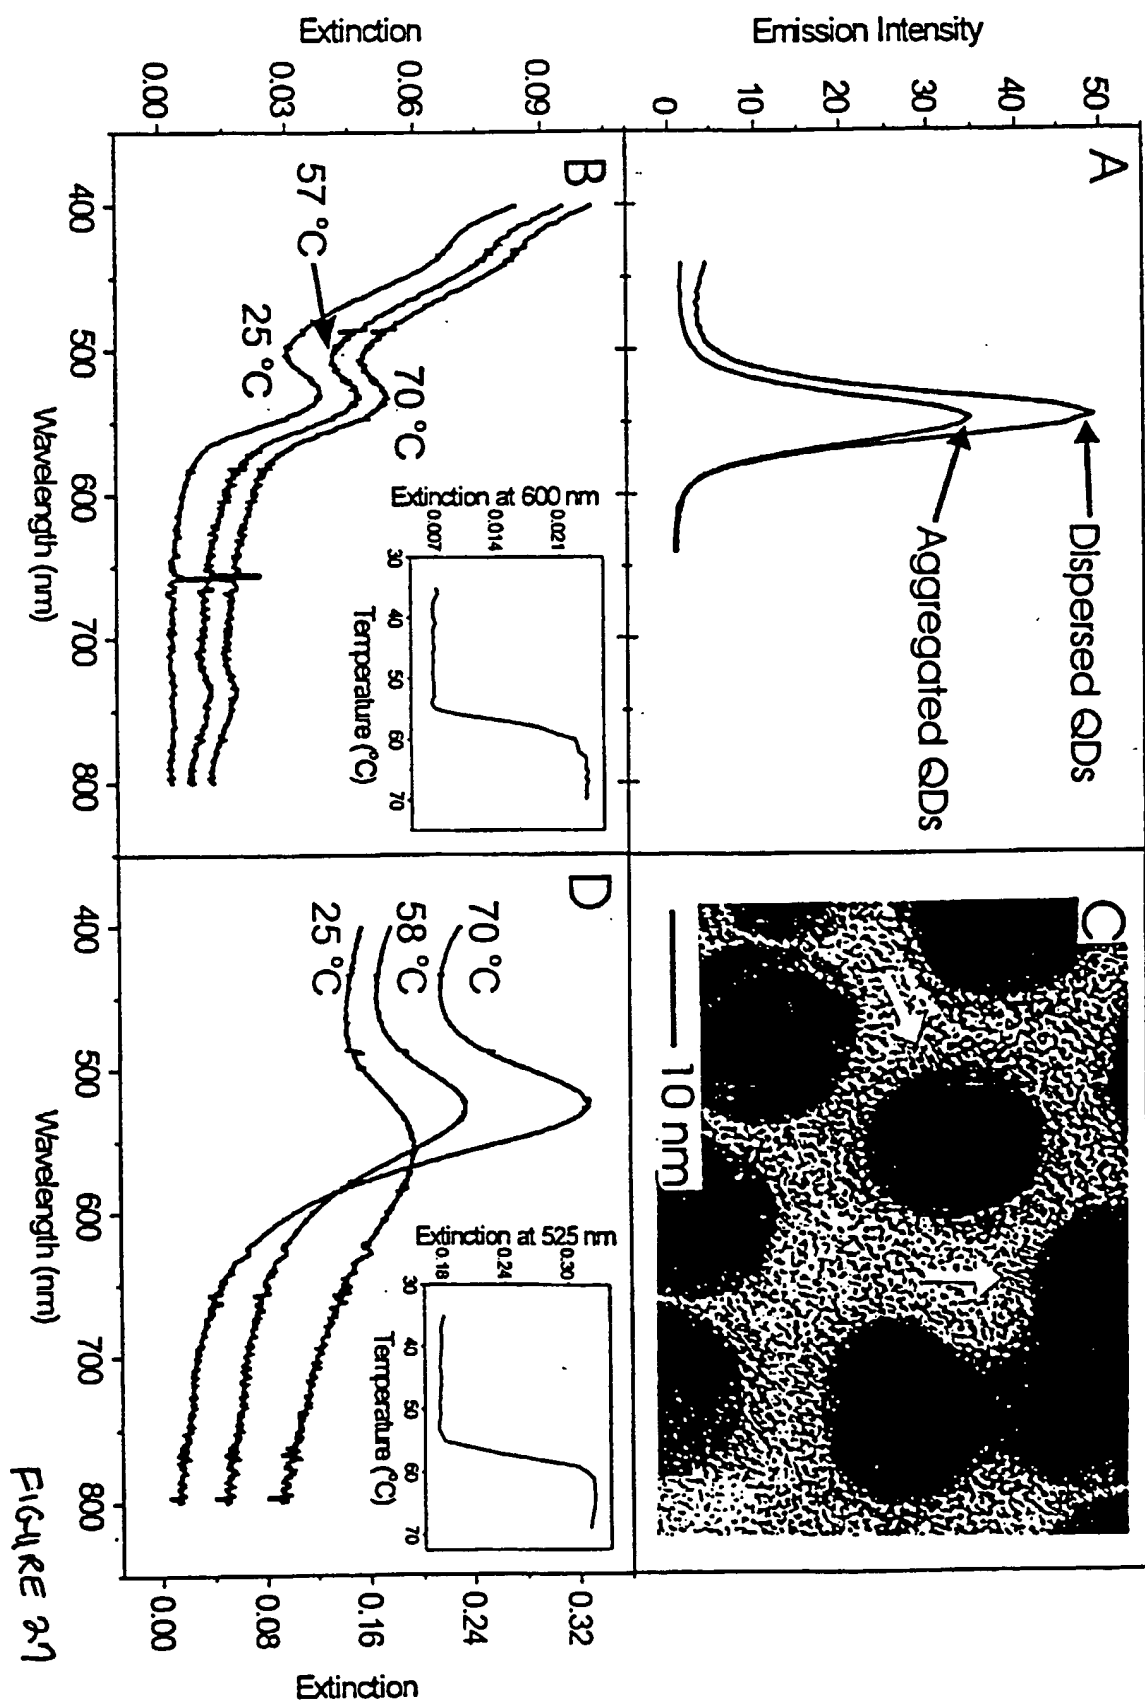 A
Emission Intensity
50
40
30
20
10
0
Dispersed QDs
Aggregated QDs
B
Extinction
0.09
0.06
0.03
0.00
57 °C
25 °C
70 °C
400
500
600
700
800
Wavelength (nm)
Extinction at 600 nm
0.021
0.014
0.007
30
40
50
60
70
Temperature (°C)
C
10 nm
D
70 °C
58 °C
25 °C
400
500
600
700
800
Wavelength (nm)
Extinction at 525 nm
0.30
0.24
0.18
30
40
50
60
70
Temperature (°C)
0.32
0.24
0.16
0.08
0.00
Extinction
FIGURE 27